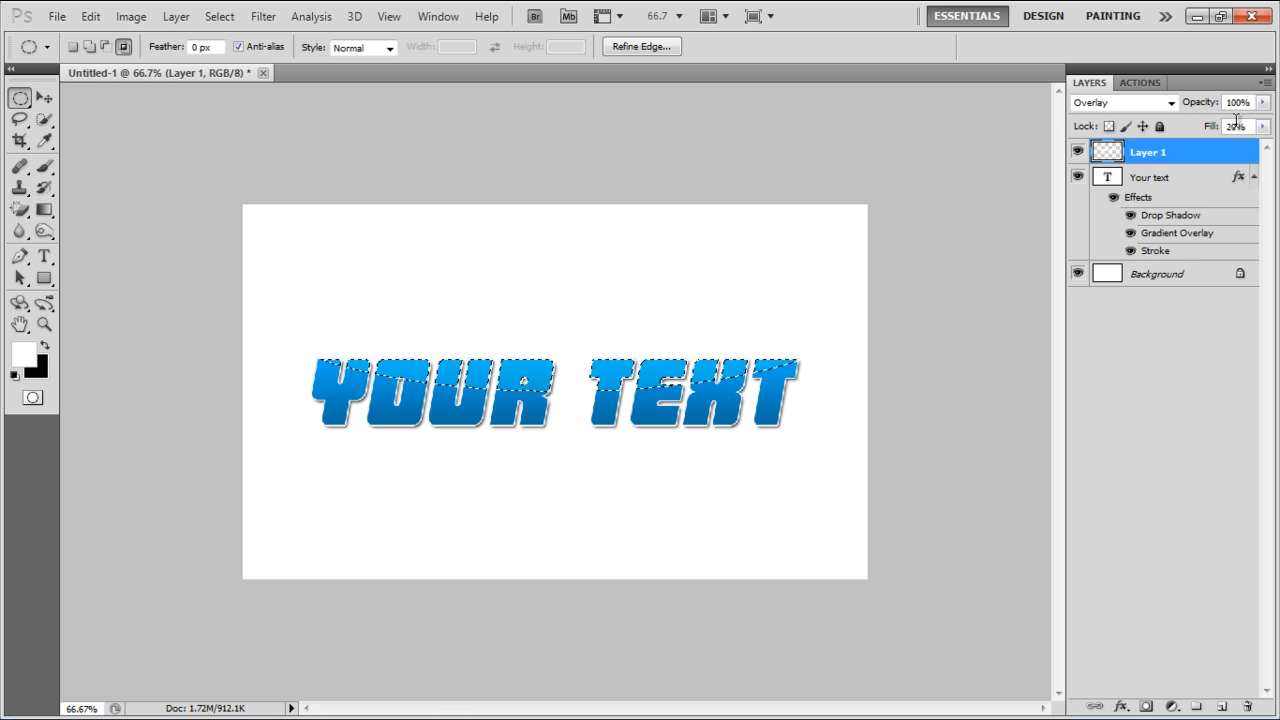 Ps File Edit Image Layer Select Filter Analysis 3D View Window Help Br Mb 66.7 ESSENTIALS DESIGN PAINTING
Feather: 0 px Anti-alias Style: Normal Width: Height: Refine Edge...
Untitled-1 @ 66.7% (Layer 1, RGB/8) *
LAYERS ACTIONS
Overlay Opacity: 100%
Lock: Fill: 20%
Layer 1
T Your text fx
Effects
Drop Shadow
Gradient Overlay
Stroke
Background
YOUR TEXT
66.67% Doc: 1.72M/912.1K fx